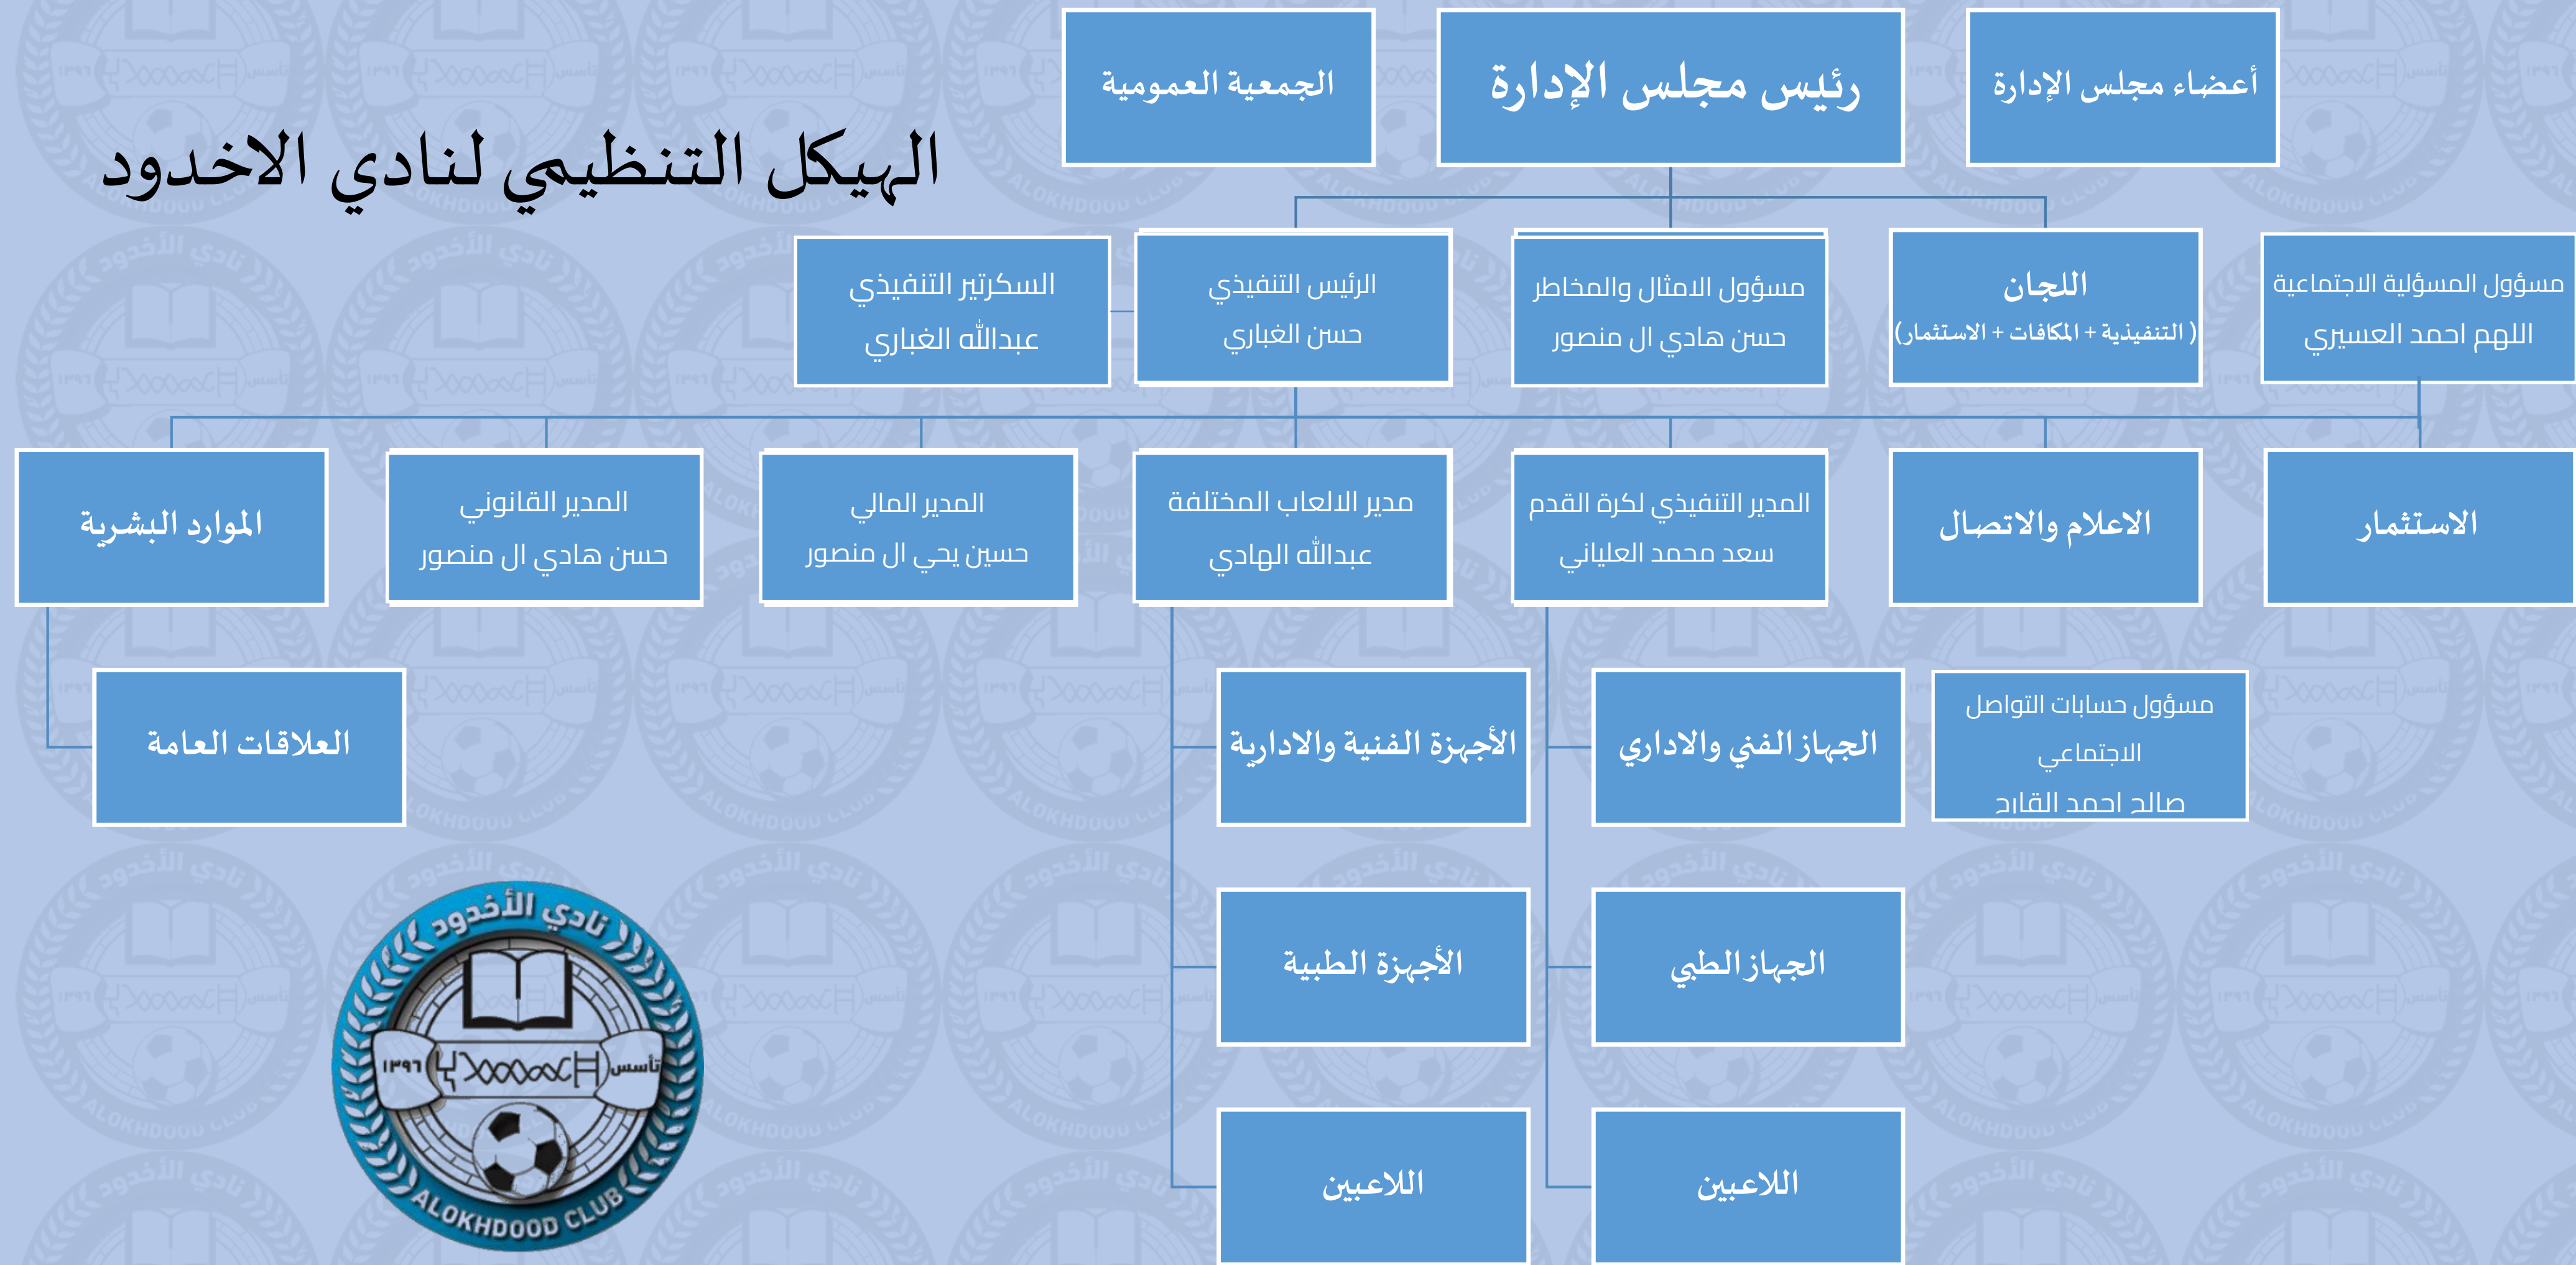 الهيكل التنظيمي لنادي الاخدود
أعضاء مجلس الإدارة
رئيس مجلس الإدارة
الجمعية العمومية
مسؤول المسؤلية الاجتماعية
اللهم احمد العسيري
اللجان
( التنفيذية + المكافات + الاستثمار)
مسؤول الامثال والمخاطر
حسن هادي ال منصور
الرئيس التنفيذي
حسن الغباري
السكرتير التنفيذي
عبدالله الغباري
الاستثمار
الاعلام والاتصال
المدير التنفيذي لكرة القدم
سعد محمد العلياني
مدير الالعاب المختلفة
عبدالله الهادي
المدير المالي
حسين يحي ال منصور
المدير القانوني
حسن هادي ال منصور
الموارد البشرية
مسؤول حسابات التواصل
الاجتماعي
صالح احمد
الجهاز الفني والاداري
الأجهزة الفنية والادارية
العلاقات العامة
الجهاز الطبي
الأجهزة الطبية
اللاعبين
اللاعبين
نادي الأخدود
تأسس ١٣٩٦
ALOKHDOOD CLUB